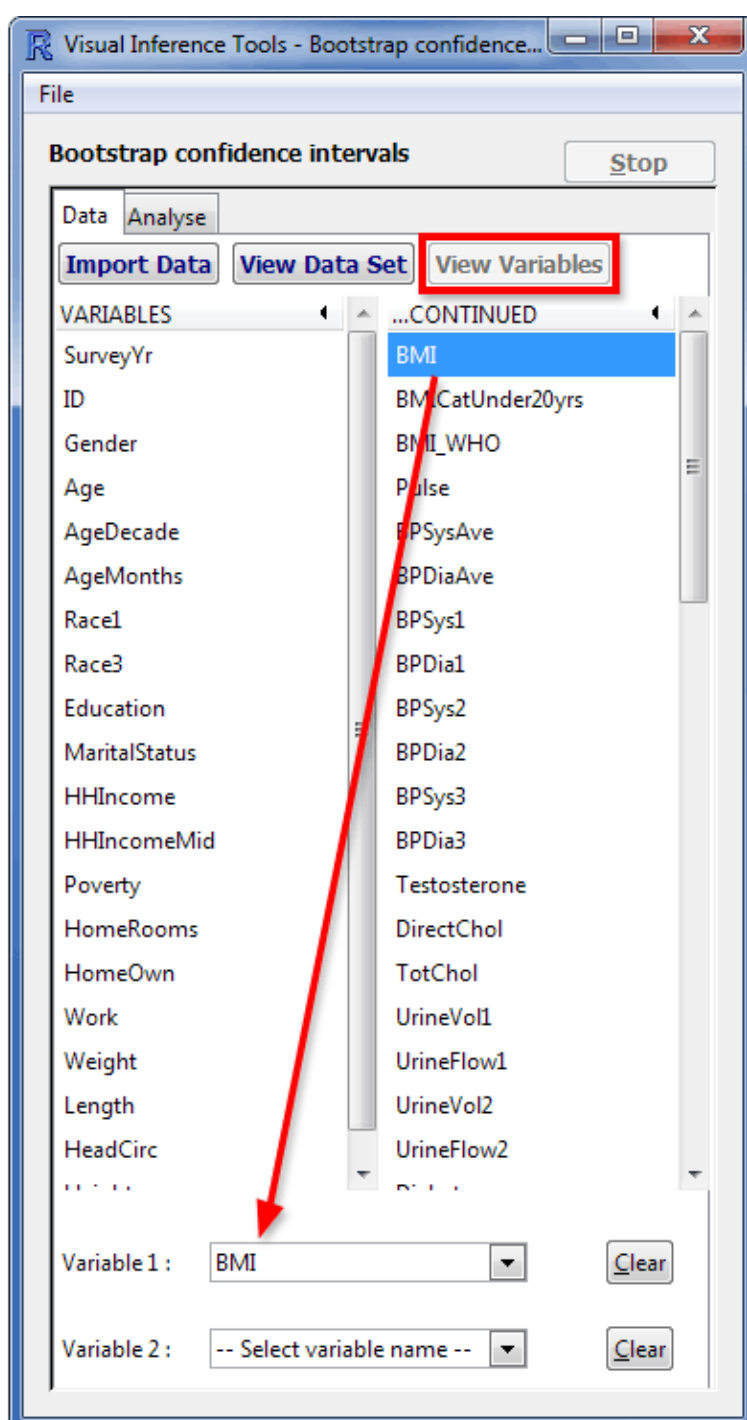 Visual Inference Tools - Bootstrap confidence...
File
Bootstrap confidence intervals
Stop
Data
Analyse
Import Data
View Data Set
View Variables
VARIABLES
SurveyYr
ID
Gender
Age
AgeDecade
AgeMonths
Race1
Race3
Education
MaritalStatus
HHIncome
HHIncomeMid
Poverty
HomeRooms
HomeOwn
Work
Weight
Length
HeadCirc
...CONTINUED
BMI
BMICatUnder20yrs
BMI_WHO
Pulse
BPSysAve
BPDiaAve
BPSys1
BPDia1
BPSys2
BPDia2
BPSys3
BPDia3
Testosterone
DirectChol
TotChol
UrineVol1
UrineFlow1
UrineVol2
UrineFlow2
Variable 1 : BMI Clear
Variable 2 : -- Select variable name -- Clear